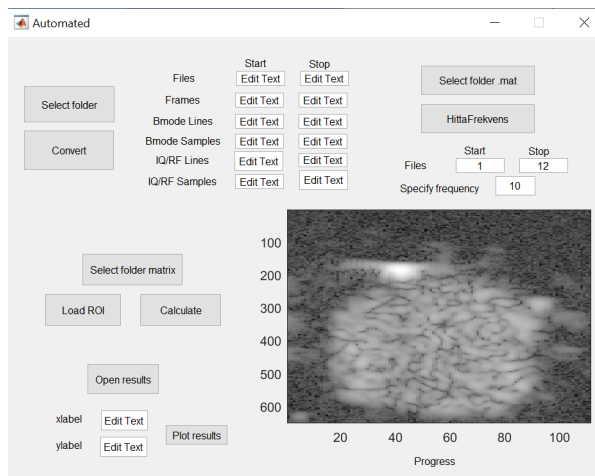 Automated
Start Stop
Files Edit Text Edit Text
Frames Edit Text Edit Text
Bmode Lines Edit Text Edit Text
Bmode Samples Edit Text Edit Text
IQ/RF Lines Edit Text Edit Text
IQ/RF Samples Edit Text Edit Text
Select folder
Convert
Select folder .mat
HittaFrekvens
Start Stop
Files 1 12
Specify frequency 10
Select folder matrix
Load ROI Calculate
Open results
xlabel Edit Text
ylabel Edit Text
Plot results
100
200
300
400
500
600
20 40 60 80 100
Progress